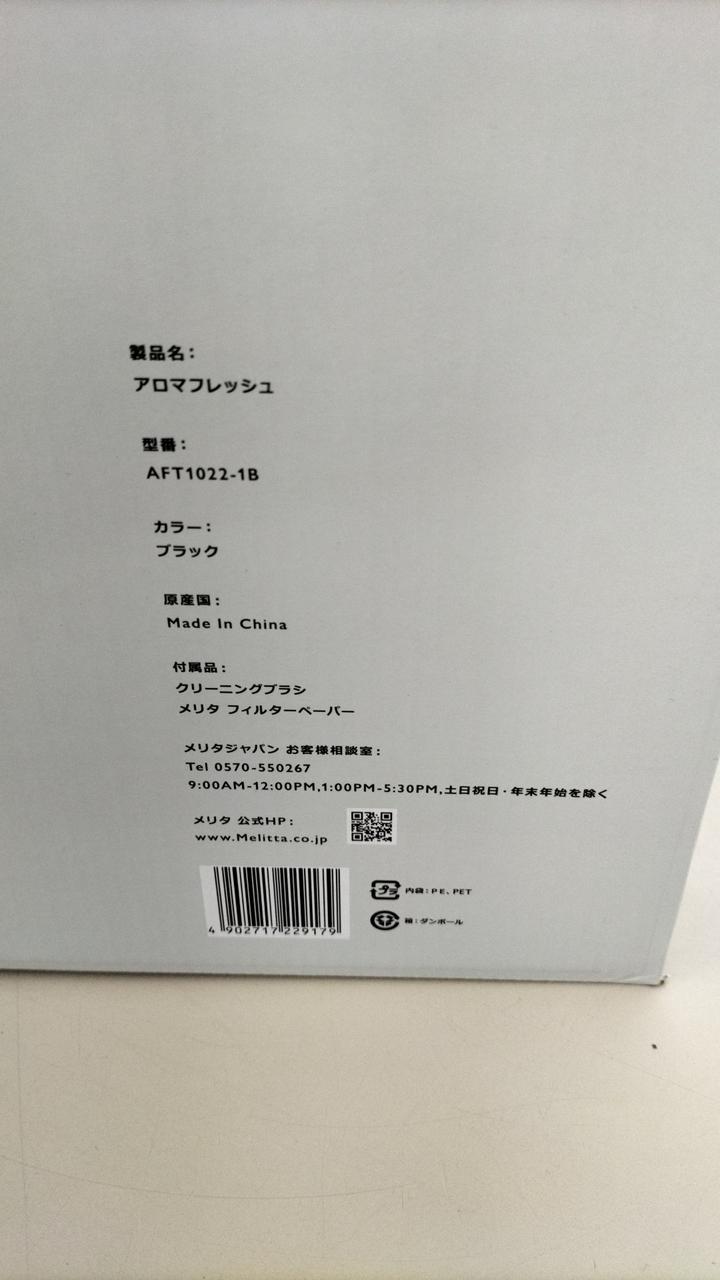 製品名：
アロマフレッシュ
型番：
AFT1022-1B
カラー：
ブラック
原産国：
Made In China
付属品：
クリーニングブラシ
メリタ フィルターペーパー
メリタジャパン お客様相談室：
Tel 0570-550267
9:00AM-12:00PM,1:00PM-5:30PM,土日祝日・年末年始を除く
メリタ 公式HP：
www.Melitta.co.jp
プラ 内袋：PE、PET
箱：ダンボール
4 902717 229179